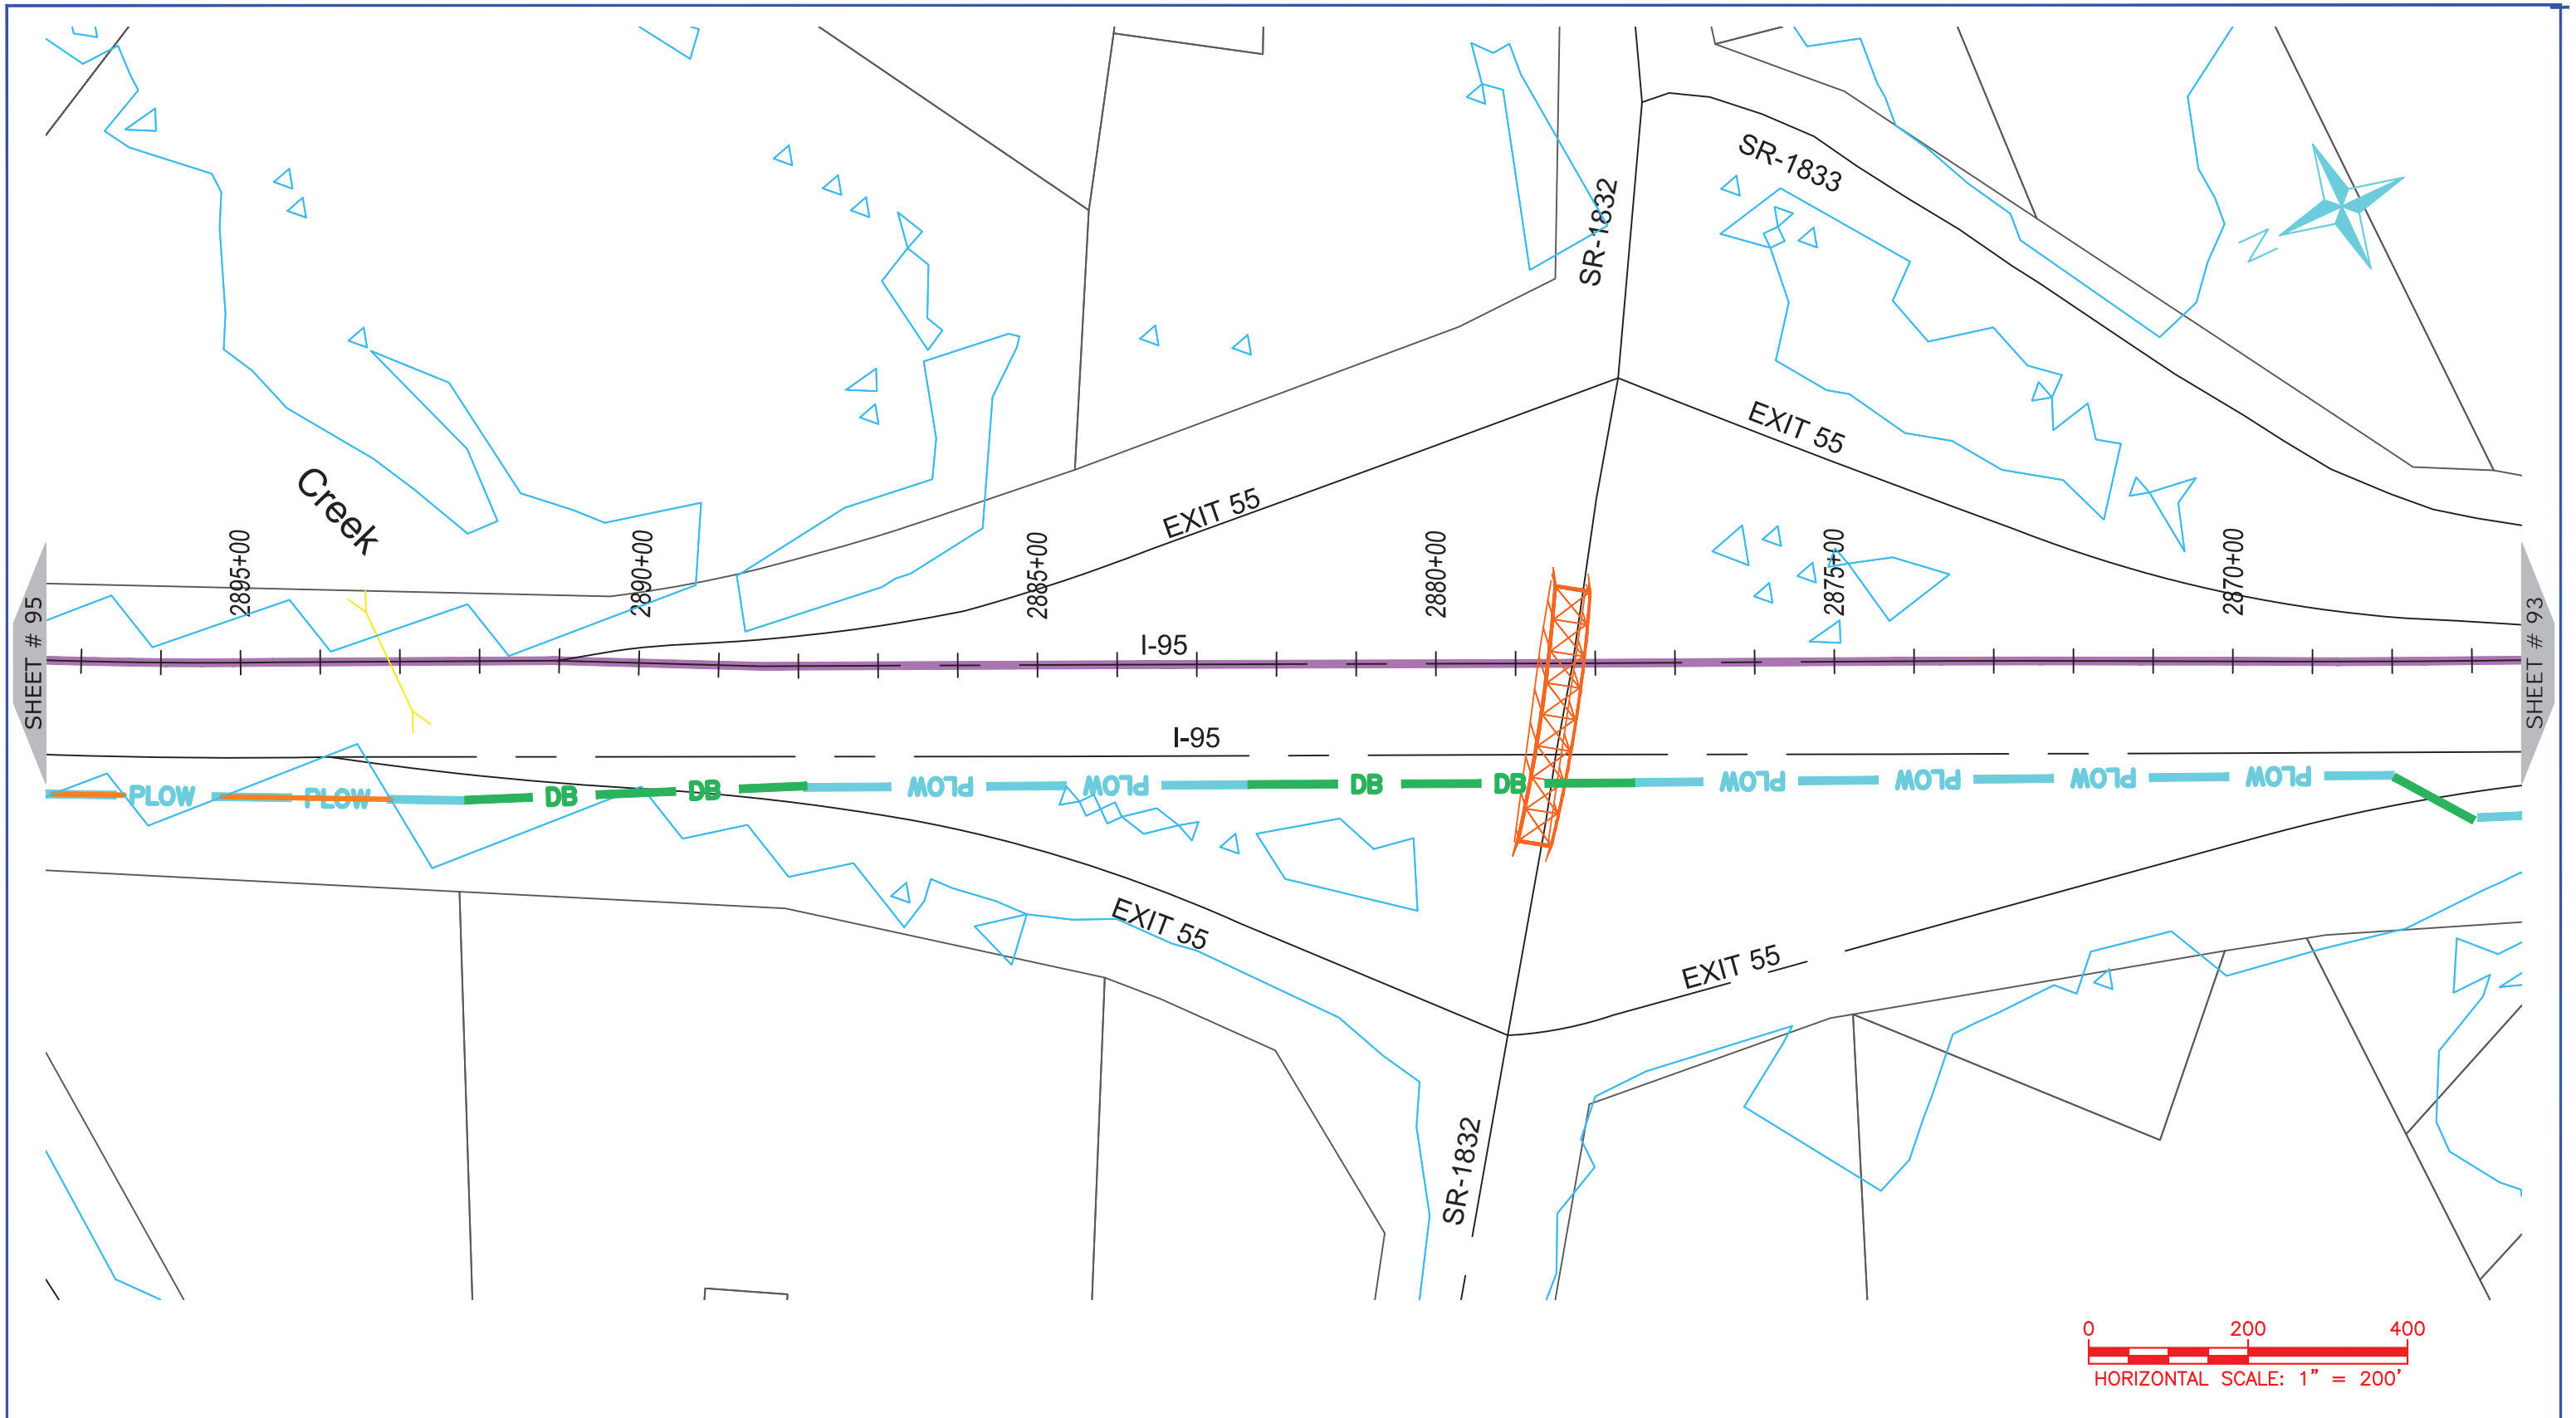 SR-1833
SR-1832
N
EXIT 55
EXIT 55
Creek
2895+00
2890+00
2885+00
2880+00
2875+00
2870+00
SHEET # 95
I-95
SHEET # 93
I-95
PLOW
PLOW
DB
DB
PLOW
PLOW
DB
DB
PLOW
PLOW
PLOW
PLOW
EXIT 55
EXIT 55
SR-1832
0 200 400
HORIZONTAL SCALE: 1" = 200'